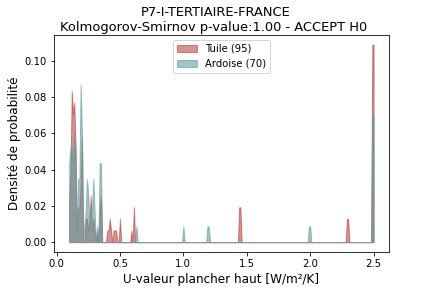 P7-I-TERTIAIRE-FRANCE
Kolmogorov-Smirnov p-value:1.00 - ACCEPT H0
Tuile (95)
Ardoise (70)
Densité de probabilité
0.10
0.08
0.06
0.04
0.02
0.00
0.0 0.5 1.0 1.5 2.0 2.5
U-valeur plancher haut [W/m²/K]